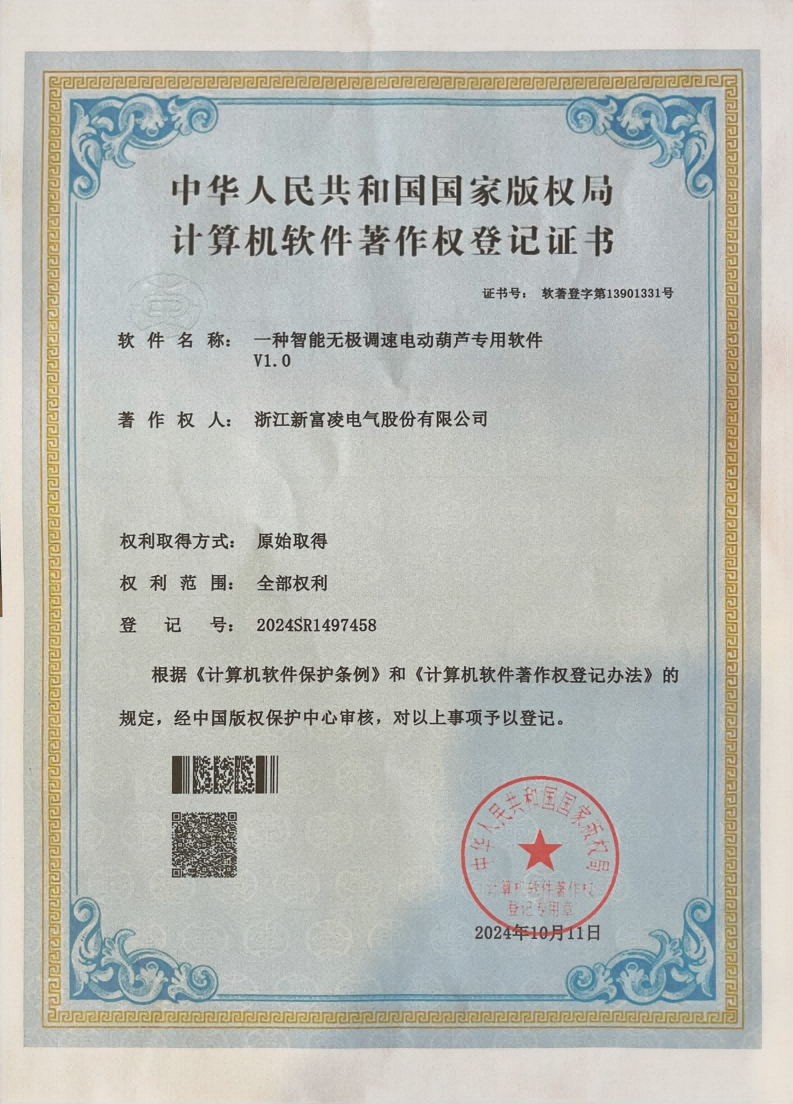 中华人民共和国国家版权局
计算机软件著作权登记证书
证书号： 软著登字第13901331号
软件名称： 一种智能无极调速电动葫芦专用软件
V1.0
著作权人： 浙江新富凌电气股份有限公司
权利取得方式： 原始取得
权利范围： 全部权利
登记号： 2024SR1497458
根据《计算机软件保护条例》和《计算机软件著作权登记办法》的
规定，经中国版权保护中心审核，对以上事项予以登记。
中华人民共和国国家版权局
计算机软件著作权
登记专用章
2024年10月11日